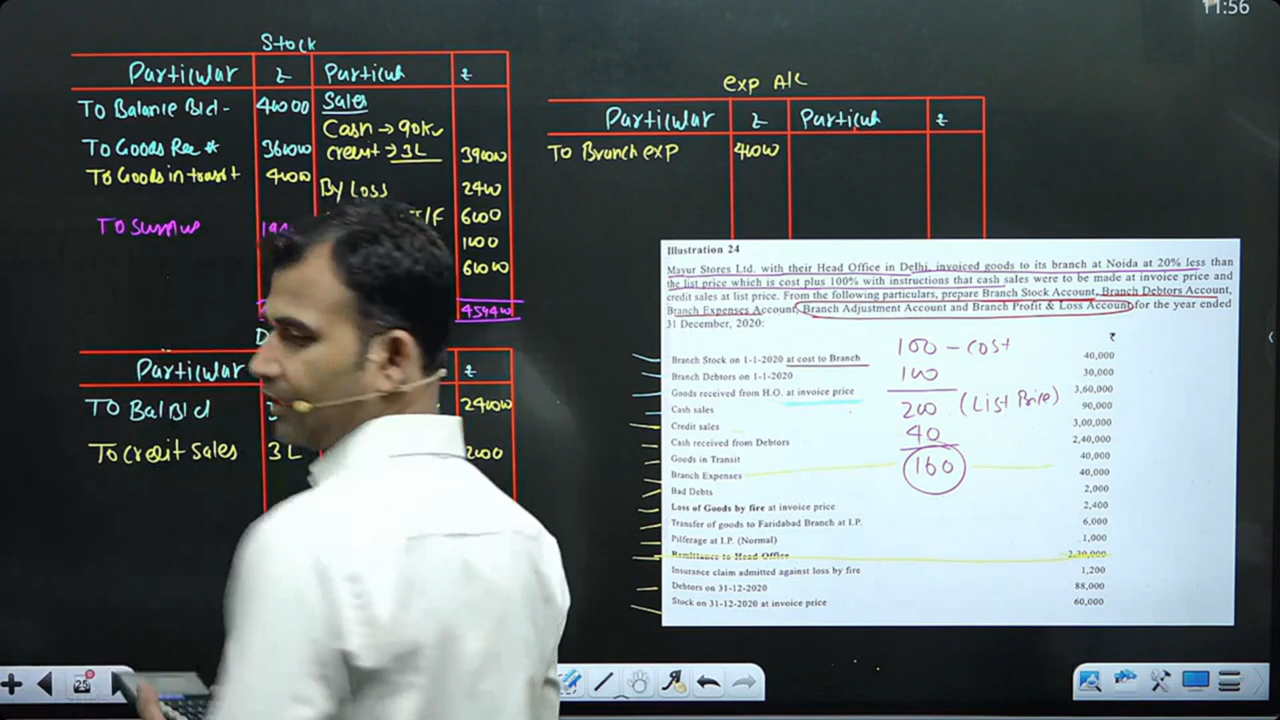 11:56
Stock
Particular ₹ Particul ₹
To Balance B/d - 40000 Sales
Cash → 90K
To Goods Rec 360000 credit → 3L 390000
To Goods in transit 40000
By Loss 2400
To Surplus T/F 6000
1000
60000
459400
Particular ₹
To Bal B/d 240000
To credit Sales 3L 2000
exp A/c
Particular ₹ Particul ₹
To Branch exp 40000
Illustration 24
Mayur Stores Ltd. with their Head Office in Delhi, invoiced goods to its branch at Noida at 20% less than
the list price which is cost plus 100% with instructions that cash sales were to be made at invoice price and
credit sales at list price. From the following particulars, prepare Branch Stock Account, Branch Debtors Account,
Branch Expenses Account, Branch Adjustment Account and Branch Profit & Loss Account for the year ended
31 December, 2020:
₹
Branch Stock on 1-1-2020 at cost to Branch 40,000
Branch Debtors on 1-1-2020 30,000
Goods received from H.O. at invoice price 3,60,000
Cash sales 90,000
Credit sales 3,00,000
Cash received from Debtors 2,40,000
Goods in Transit 40,000
Branch Expenses 40,000
Bad Debts 2,000
Loss of Goods by fire at invoice price 2,400
Transfer of goods to Faridabad Branch at I.P. 6,000
Pilferage at I.P. (Normal) 1,000
Remittance to Head Office 2,30,000
Insurance claim admitted against loss by fire 1,200
Debtors on 31-12-2020 88,000
Stock on 31-12-2020 at invoice price 60,000
100 - cost
100
200 (List Price)
40
160
25